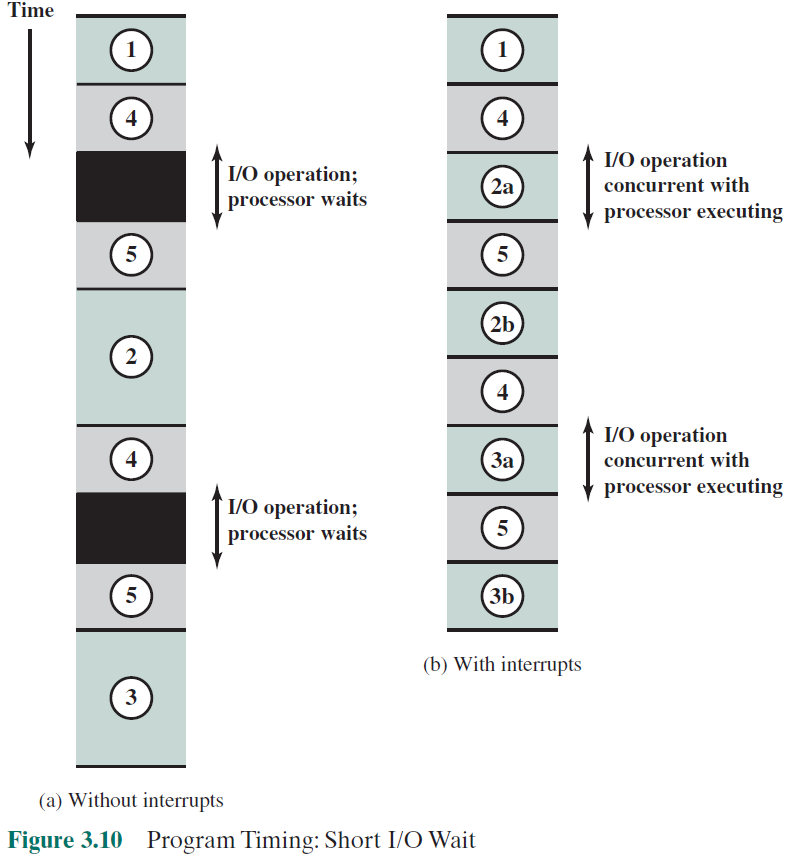 Time
1
4
I/O operation;
processor waits
5
2
4
I/O operation;
processor waits
5
3
(a) Without interrupts
1
4
2a
I/O operation
concurrent with
processor executing
5
2b
4
3a
I/O operation
concurrent with
processor executing
5
3b
(b) With interrupts
Figure 3.10 Program Timing: Short I/O Wait